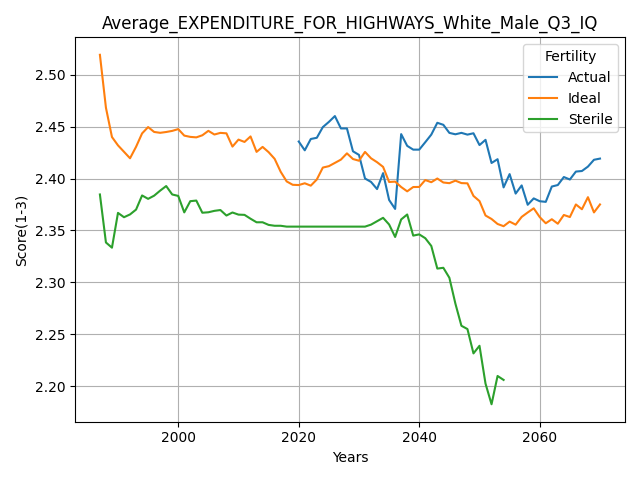 Average_EXPENDITURE_FOR_HIGHWAYS_White_Male_Q3_IQ
Fertility
Actual
Ideal
Sterile
Score(1-3)
2.50
2.45
2.40
2.35
2.30
2.25
2.20
2000
2020
2040
2060
Years